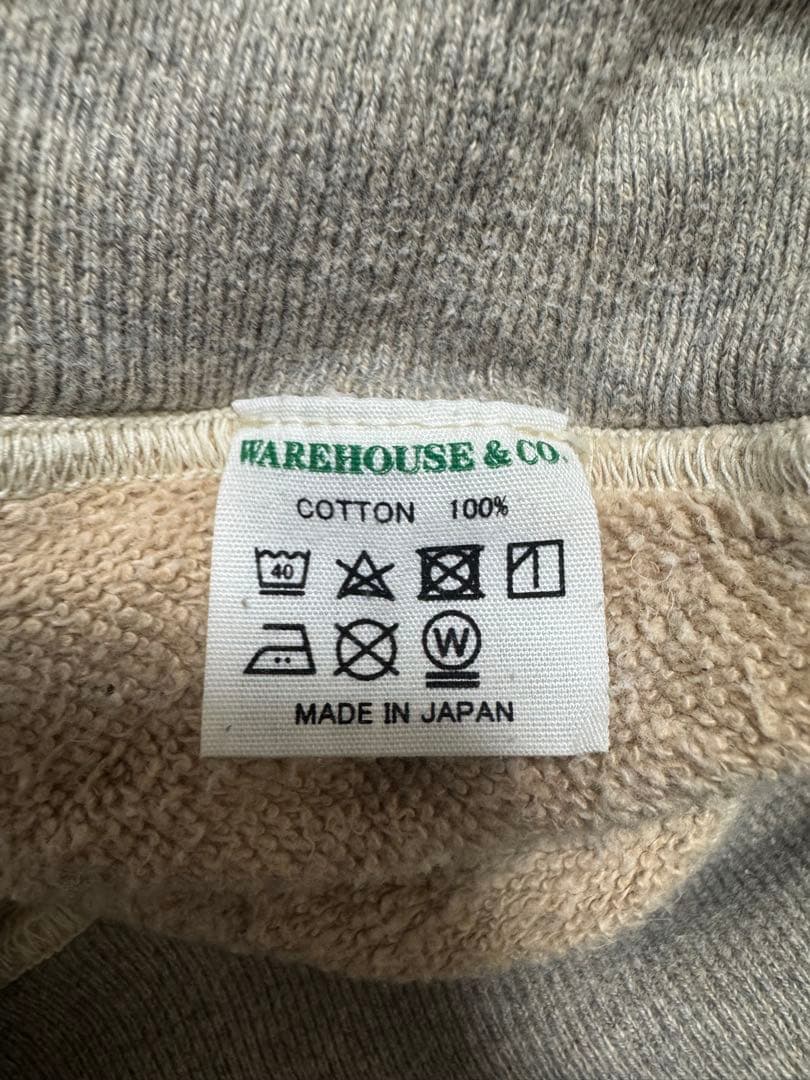 WAREHOUSE & CO.
COTTON 100%
40
W
MADE IN JAPAN